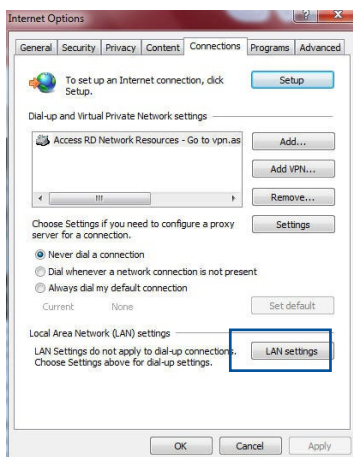 Internet Options
General Security Privacy Content Connections Programs Advanced
To set up an Internet connection, click
Setup.
Setup
Dial-up and Virtual Private Network settings
Access RD Network Resources - Go to vpn.as
Add...
Add VPN...
Remove...
Choose Settings if you need to configure a proxy
server for a connection.
Settings
Never dial a connection
Dial whenever a network connection is not present
Always dial my default connection
Current None
Set default
Local Area Network (LAN) settings
LAN Settings do not apply to dial-up connections.
Choose Settings above for dial-up settings.
LAN settings
OK Cancel Apply